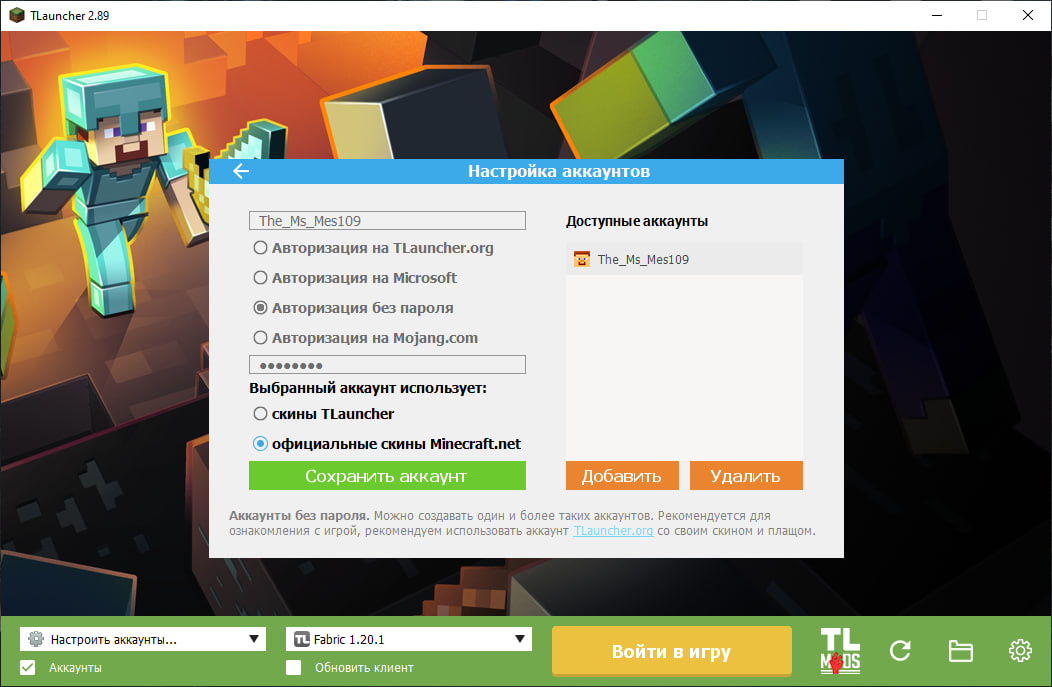 TLauncher 2.89
Настройка аккаунтов
The_Ms_Mes109
Авторизация на TLauncher.org
Авторизация на Microsoft
Авторизация без пароля
Авторизация на Mojang.com
●●●●●●●●
Выбранный аккаунт использует:
скины TLauncher
официальные скины Minecraft.net
Сохранить аккаунт
Доступные аккаунты
The_Ms_Mes109
Добавить
Удалить
Аккаунты без пароля. Можно создавать один и более таких аккаунтов. Рекомендуется для
ознакомления с игрой, рекомендуем использовать аккаунт TLauncher.org со своим скином и плащом.
Настроить аккаунты...
Аккаунты
TL Fabric 1.20.1
Обновить клиент
Войти в игру
TL
MODS